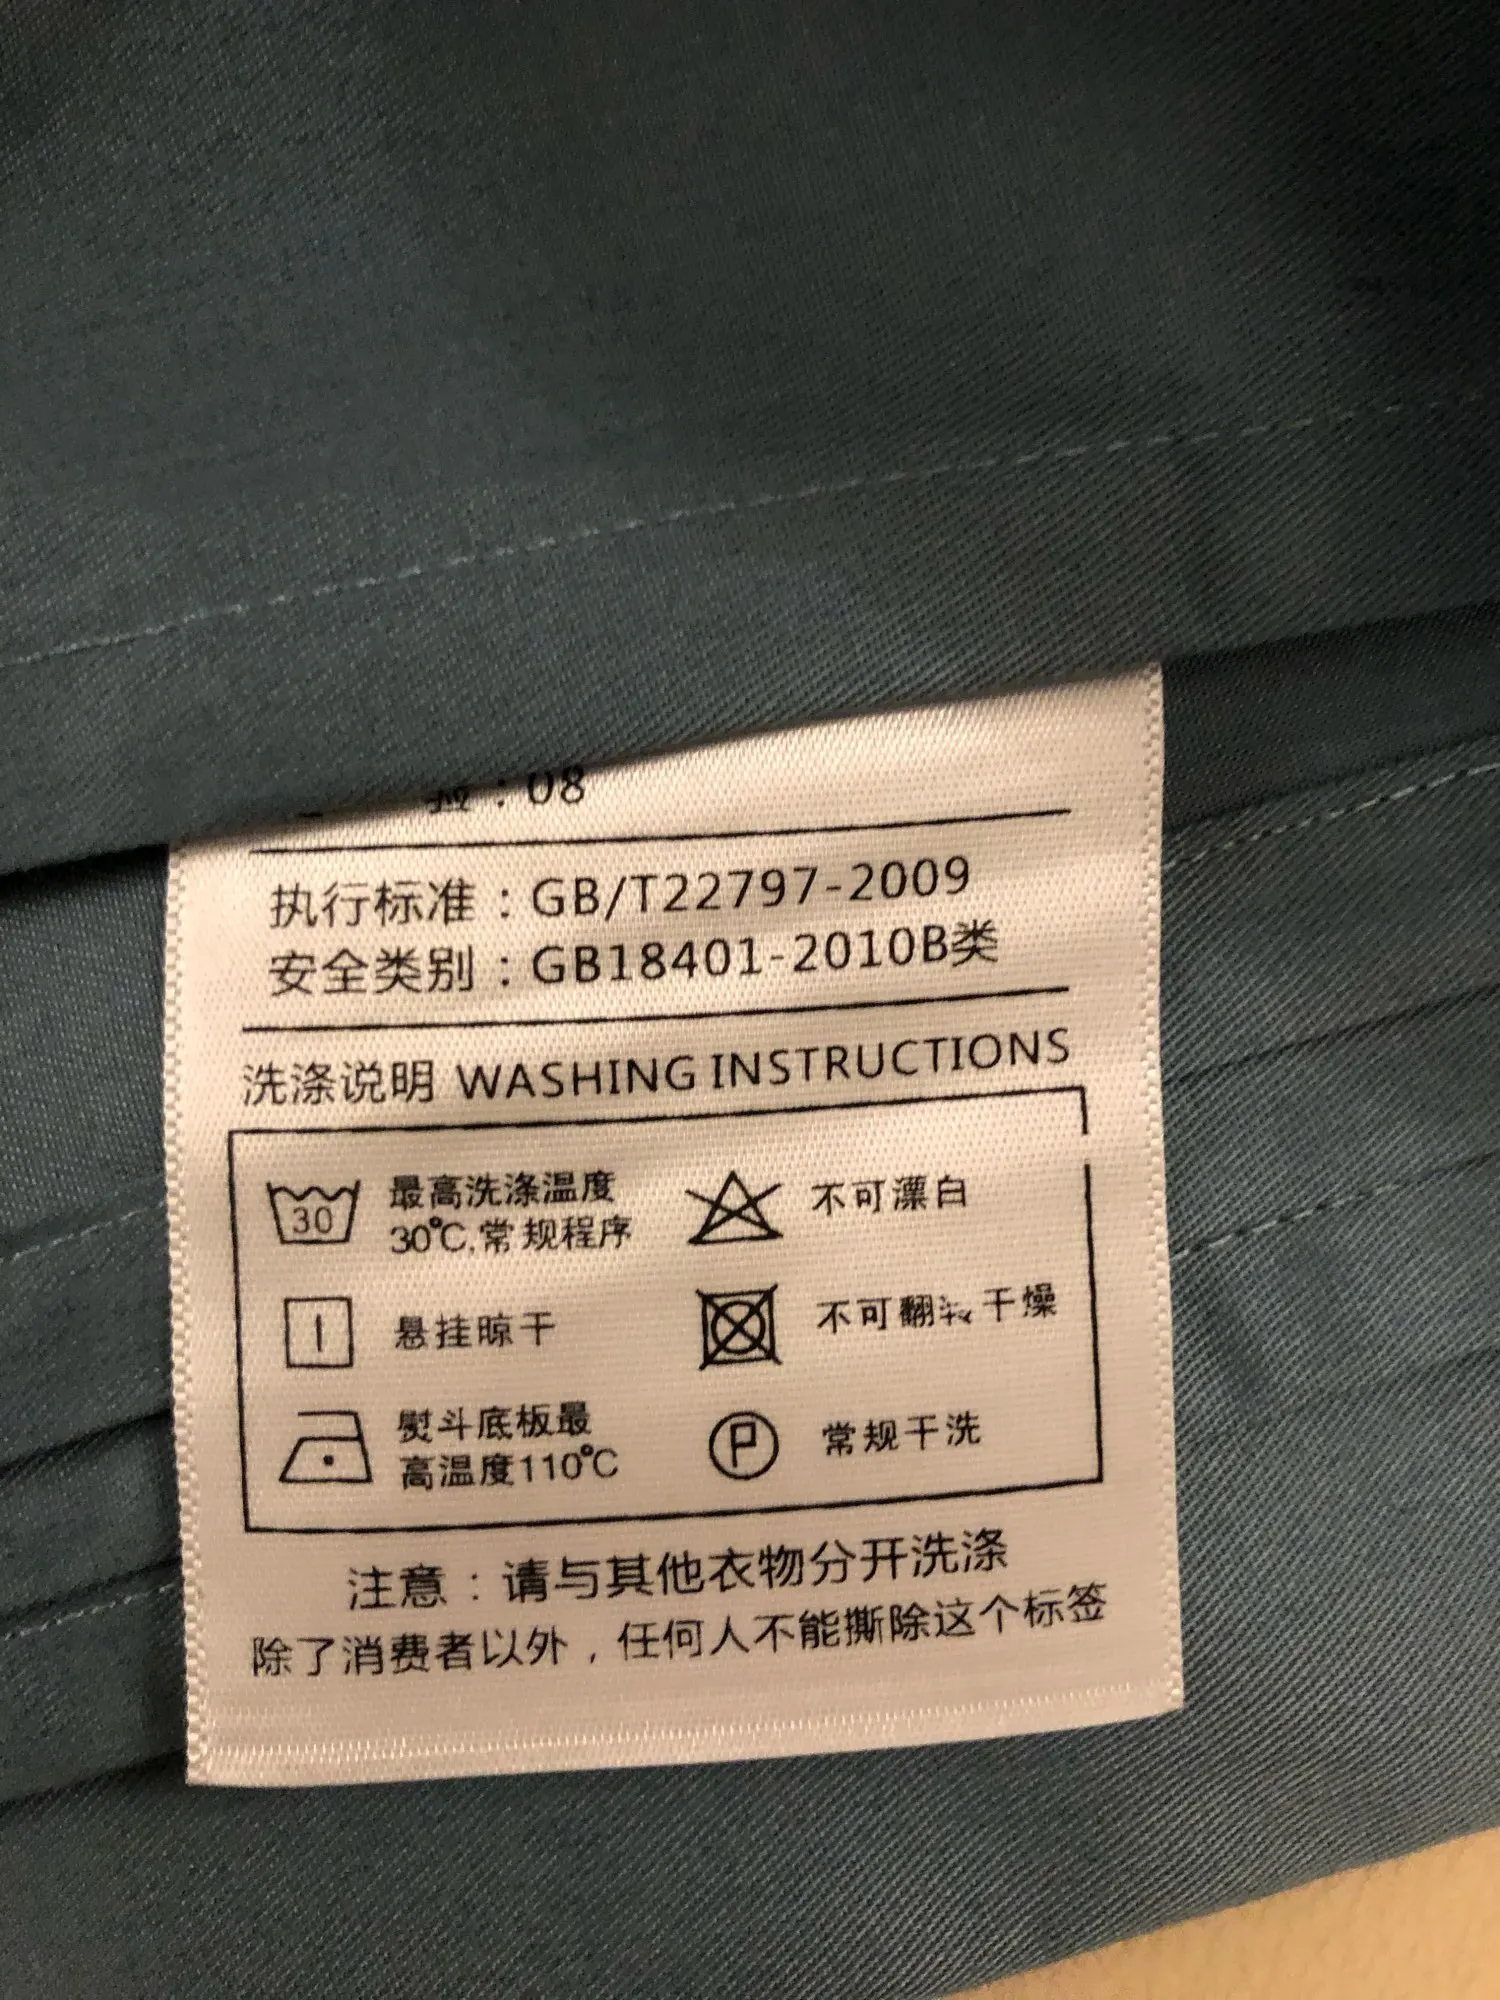 验：08
执行标准：GB/T22797-2009
安全类别：GB18401-2010B类
洗涤说明 WASHING INSTRUCTIONS
30
最高洗涤温度
30℃,常规程序
不可漂白
悬挂晾干
不可翻转干燥
熨斗底板最
高温度110℃
P
常规干洗
注意：请与其他衣物分开洗涤
除了消费者以外，任何人不能撕除这个标签